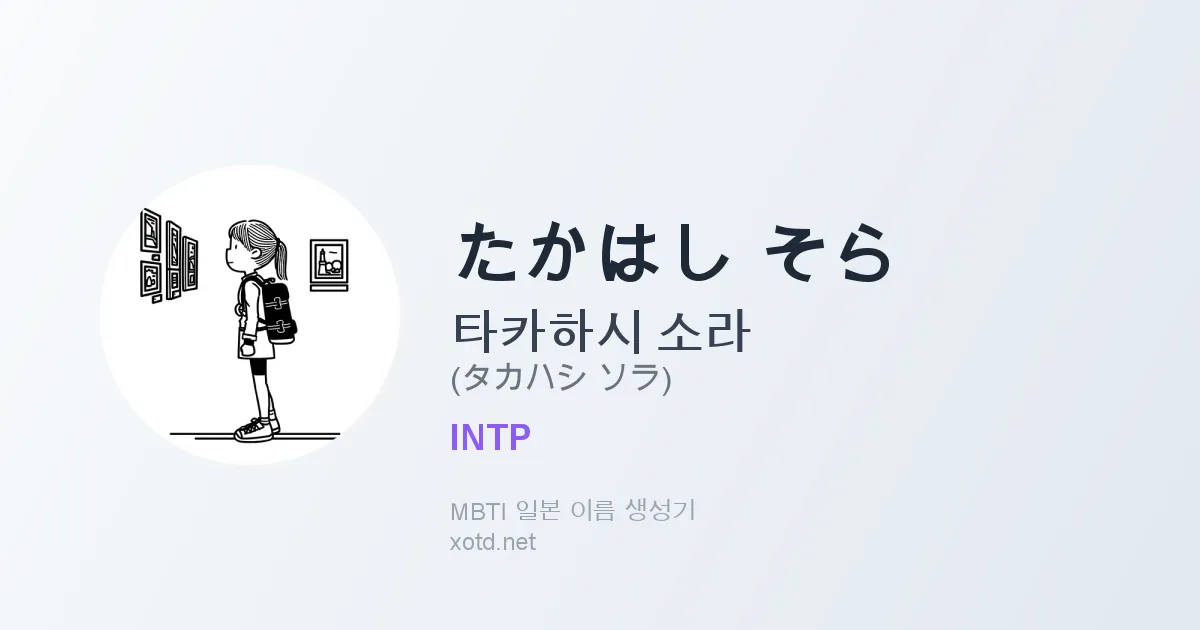 たかはし そら
타카하시 소라
(タカハシ ソラ)
INTP
MBTI 일본 이름 생성기
xotd.net